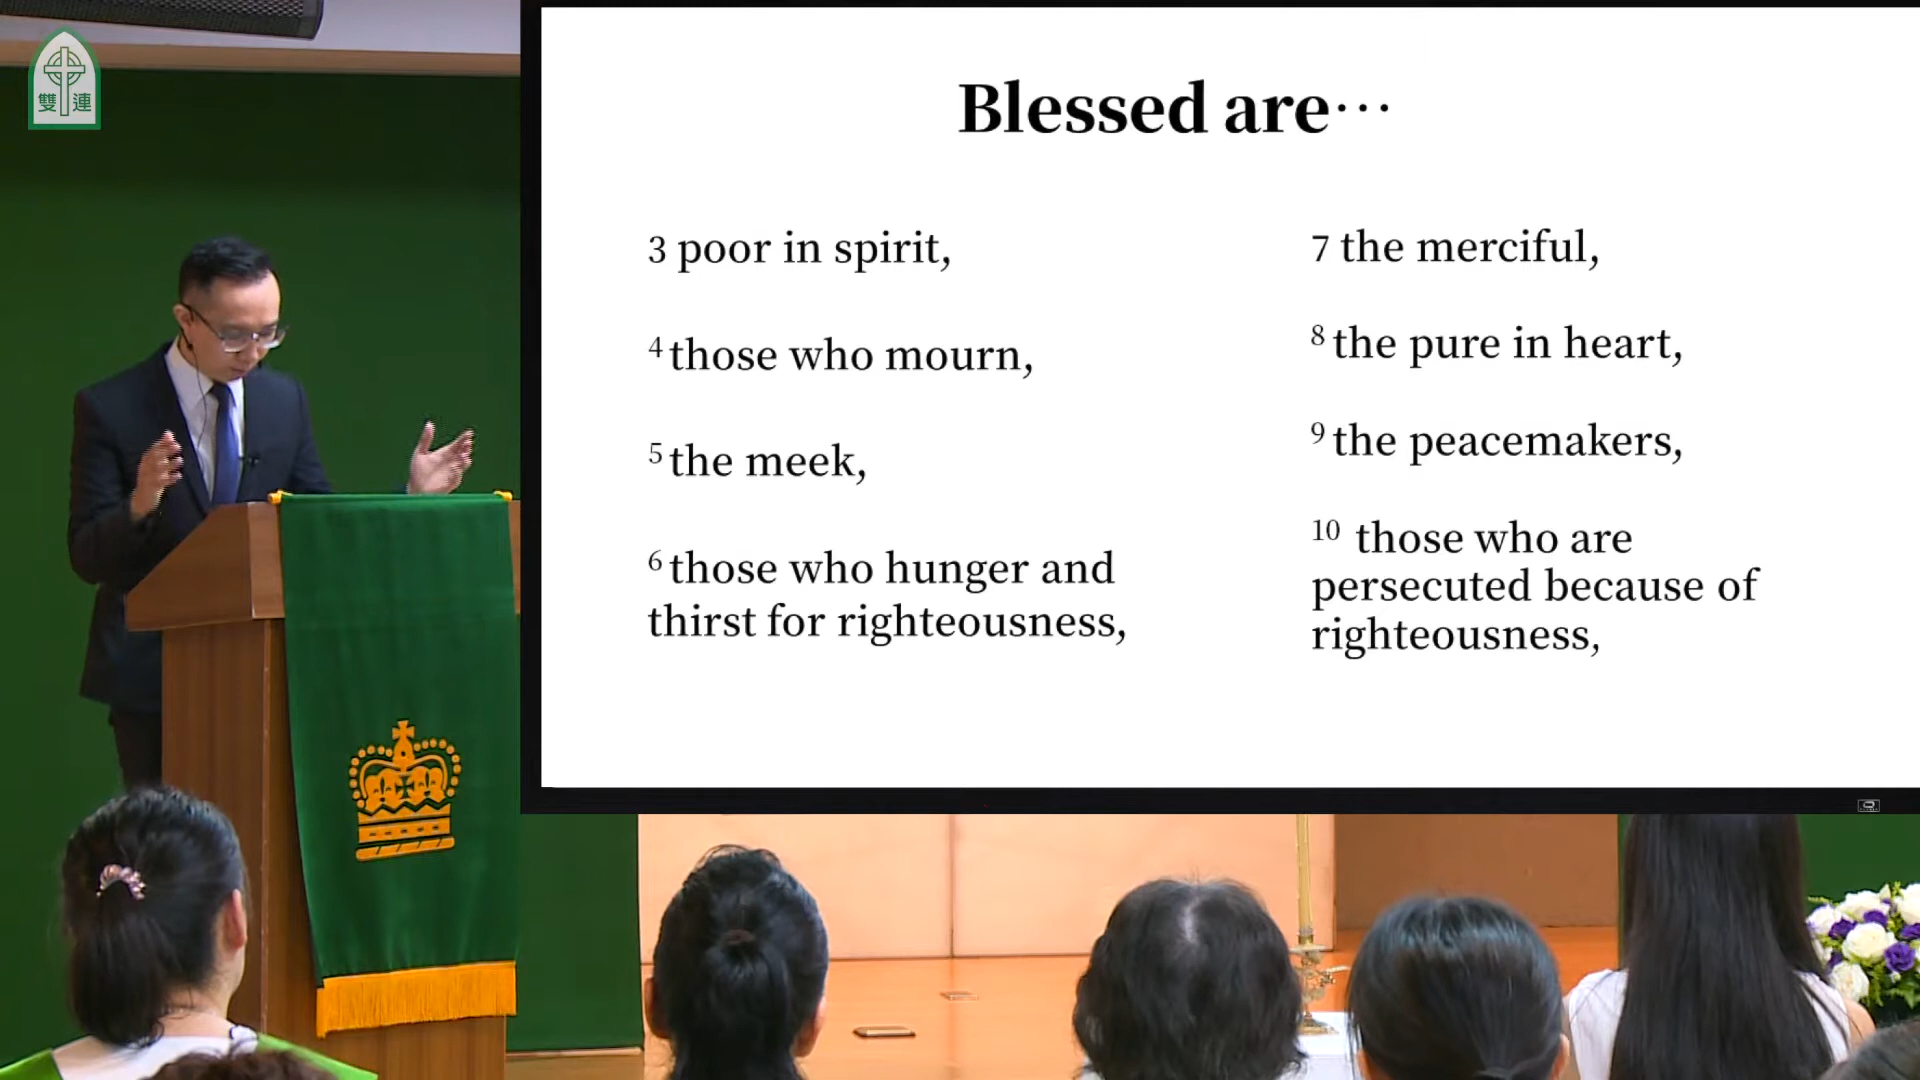 雙連
Blessed are…
3 poor in spirit,
4 those who mourn,
5 the meek,
6 those who hunger and
thirst for righteousness,
7 the merciful,
8 the pure in heart,
9 the peacemakers,
10 those who are
persecuted because of
righteousness,